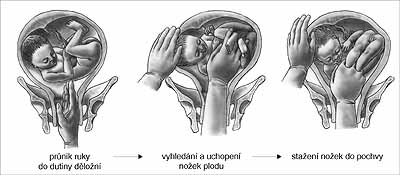 průnik ruky
do dutiny děložní
vyhledání a uchopení
nožek plodu
stažení nožek do pochvy